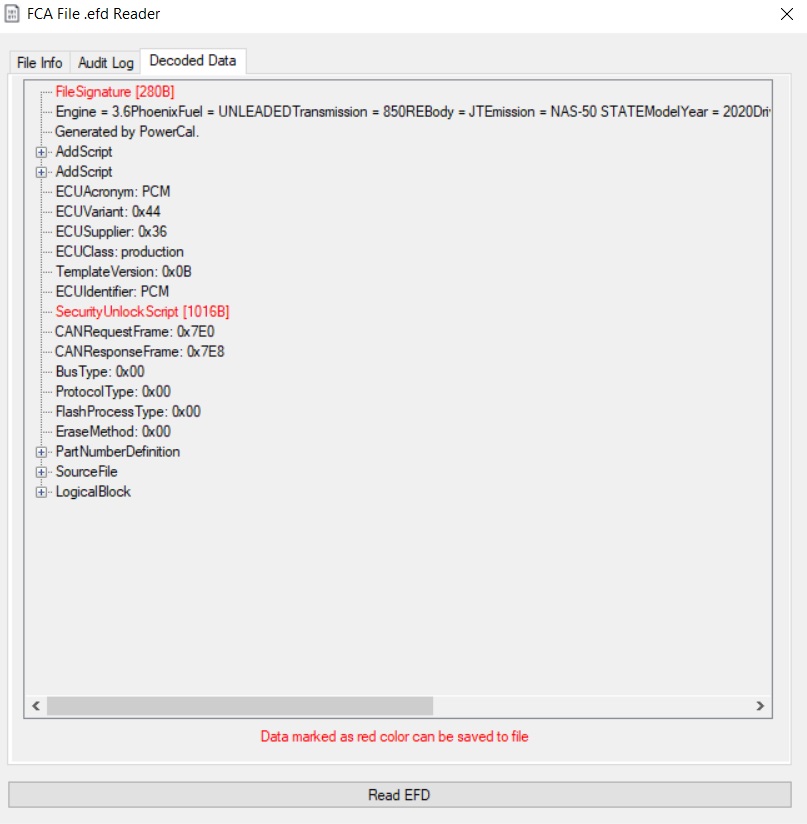 FCA File .efd Reader
File Info Audit Log Decoded Data
FileSignature [280B]
Engine = 3.6PhoenixFuel = UNLEADEDTransmission = 850REBody = JTEmission = NAS-50 STATEModelYear = 2020Dri
Generated by PowerCal.
AddScript
AddScript
ECUAcronym: PCM
ECUVariant: 0x44
ECUSupplier: 0x36
ECUClass: production
TemplateVersion: 0x0B
ECUIdentifier: PCM
SecurityUnlockScript [1016B]
CANRequestFrame: 0x7E0
CANResponseFrame: 0x7E8
BusType: 0x00
ProtocolType: 0x00
FlashProcessType: 0x00
EraseMethod: 0x00
PartNumberDefinition
SourceFile
LogicalBlock
Data marked as red color can be saved to file
Read EFD